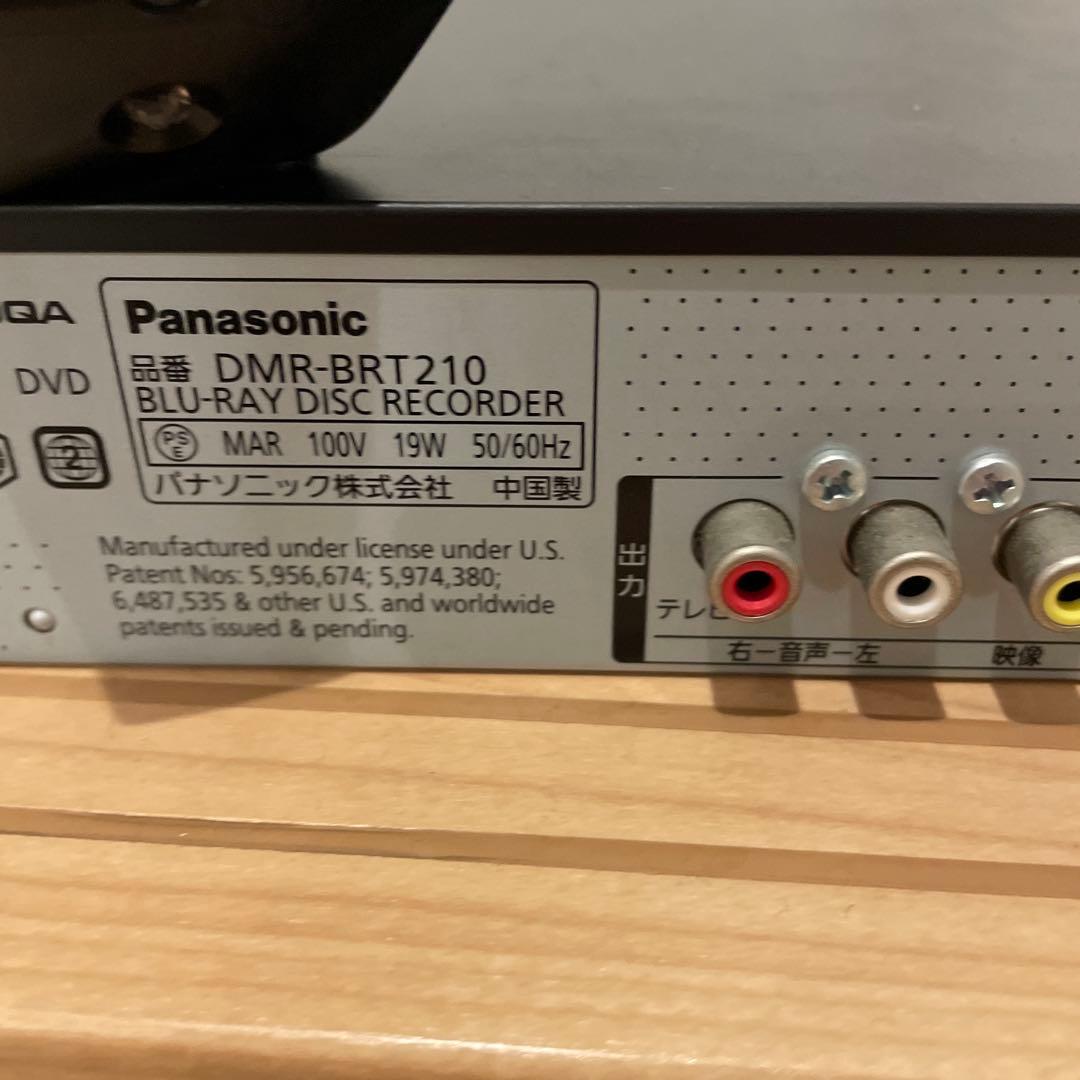 Panasonic
品番 DMR-BRT210
BLU-RAY DISC RECORDER
PSE MAR 100V 19W 50/60Hz
パナソニック株式会社 中国製
DVD
2
Manufactured under license under U.S.
Patent Nos: 5,956,674; 5,974,380;
6,487,535 & other U.S. and worldwide
patents issued & pending.
出力
右ー音声ー左
映像